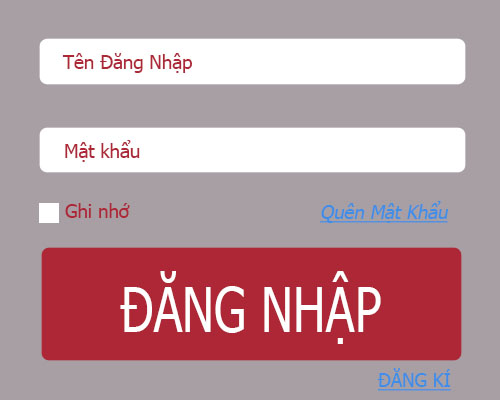 Tên Đăng Nhập
Mật khẩu
Ghi nhớ
Quên Mật Khẩu
ĐĂNG NHẬP
ĐĂNG KÍ